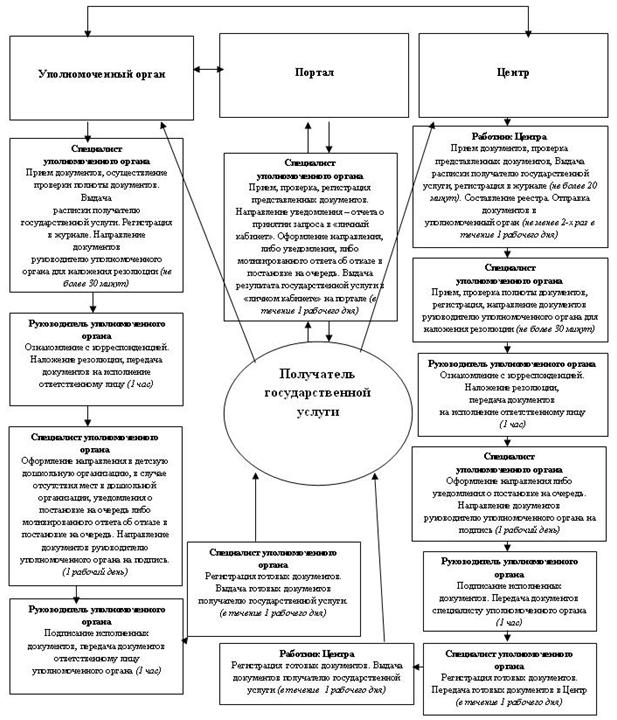 Уполномоченный орган
Портал
Центр
Специалист
уполномоченного органа
Прием документов, осуществление
проверки полноты документов.
Выдача
расписки получателю
государственной услуги. Регистрация
в журнале. Направление
документов
руководителю уполномоченного
органа для наложения резолюции (не
более 30 минут)
Руководитель уполномоченного
органа
Ознакомление с корреспонденцией.
Наложение резолюции, передача
документов на исполнение
ответственному лицу (1 час)
Специалист уполномоченного
органа
Оформление направления в детскую
дошкольную организацию, в случае
отсутствия мест в дошкольной
организации, уведомления о
постановке на очередь либо
мотивированного ответа об отказе в
постановке на очередь. Направление
документов руководителю
уполномоченного органа на подпись.
(1 рабочий день)
Руководитель уполномоченного
органа
Подписание исполненных
документов, передача документов
ответственному лицу
уполномоченного органа (1 час)
Специалист
уполномоченного органа
Прием, проверка, регистрация
представленных документов.
Направление уведомления – отчета о
принятии запроса в «личный
кабинет». Оформление направления,
либо уведомления, либо
мотивированного ответа об отказе в
постановке на очередь. Выдача
результата государственной услуги в
«личном кабинете» на портале (в
течение 1 рабочего дня)
Получатель
государственной
услуги
Специалист уполномоченного
органа
Регистрация готовых документов.
Выдача готовых документов
получателю государственной услуги.
(в течение 1 рабочего дня)
Работник Центра
Регистрация готовых документов. Выдача
документов получателю государственной
услуги (в течение 1 рабочего дня)
Работник Центра
Прием документов, проверка
представленных документов, Выдача
расписки получателю государственной
услуги, регистрация в журнале (не более 20
минут). Составление реестра. Отправка
документов в
уполномоченный орган (не менее 2-х раз в
течение 1 рабочего дня)
Специалист
уполномоченного органа
Прием, проверка полноты документов,
регистрация, направление документов
руководителю уполномоченного органа для
наложения резолюции (не более 30 минут)
Руководитель уполномоченного органа
Ознакомление с корреспонденцией.
Наложение резолюции,
передача документов
на исполнение ответственному лицу
(1 час)
Специалист
уполномоченного органа
Оформление направления либо
уведомления о постановке на очередь.
Направление документов
руководителю уполномоченного органа на
подпись (1 рабочий день)
Руководитель уполномоченного
органа
Подписание исполненных
документов. Передача документов
специалисту уполномоченного органа
(1 час)
Специалист уполномоченного
органа
Регистрация готовых документов.
Передача готовых документов в Центр
(в течение 1 рабочего дня)